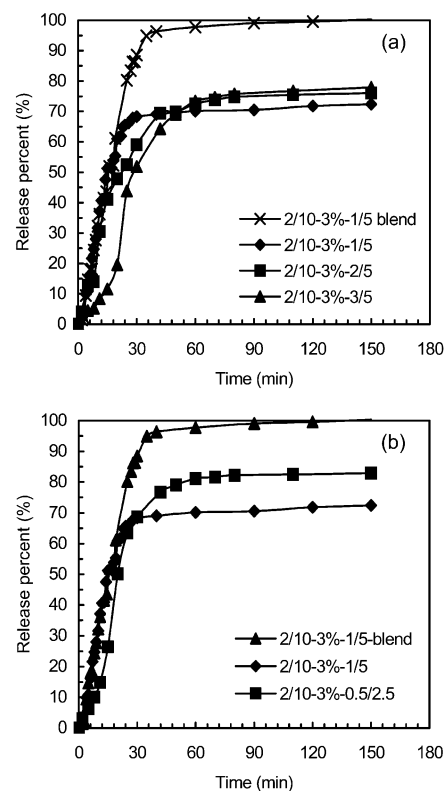 (a)
Release percent (%)
100
90
80
70
60
50
40
30
20
10
0
2/10-3%-1/5 blend
2/10-3%-1/5
2/10-3%-2/5
2/10-3%-3/5
0 30 60 90 120 150 180
Time (min)
(b)
Release percent (%)
100
90
80
70
60
50
40
30
20
10
0
2/10-3%-1/5-blend
2/10-3%-1/5
2/10-3%-0.5/2.5
0 30 60 90 120 150 180
Time (min)